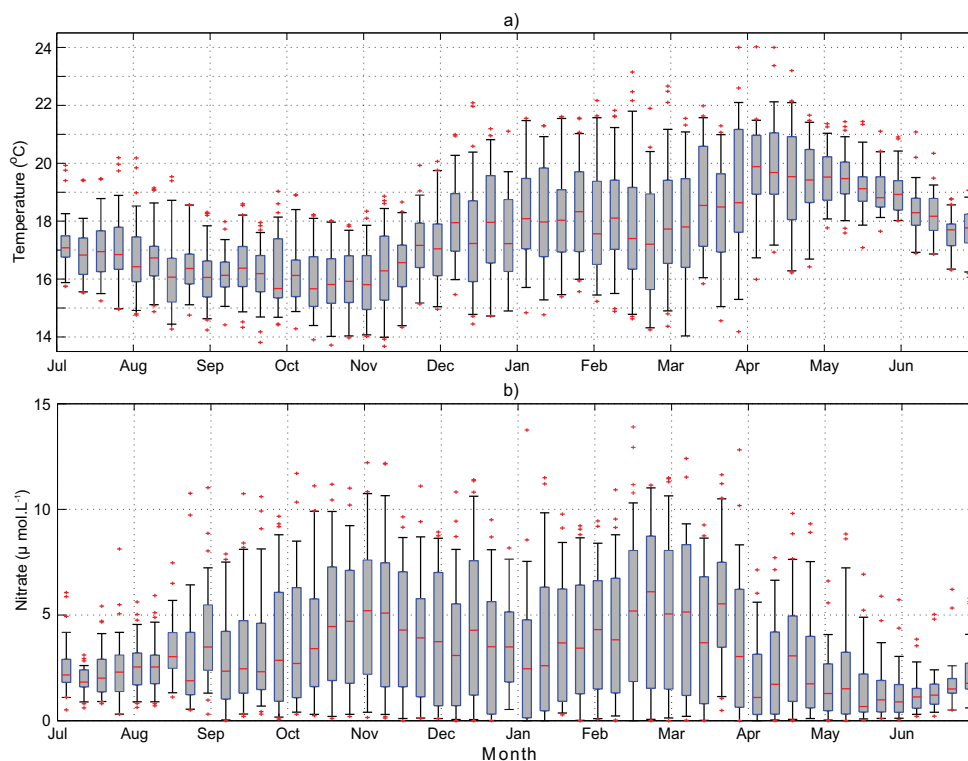 a)
Temperature (⁰C)
24
22
20
18
16
14
Jul Aug Sep Oct Nov Dec Jan Feb Mar Apr May Jun
b)
Nitrate (µ mol.L⁻¹)
15
10
5
0
Jul Aug Sep Oct Nov Dec Jan Feb Mar Apr May Jun
Month